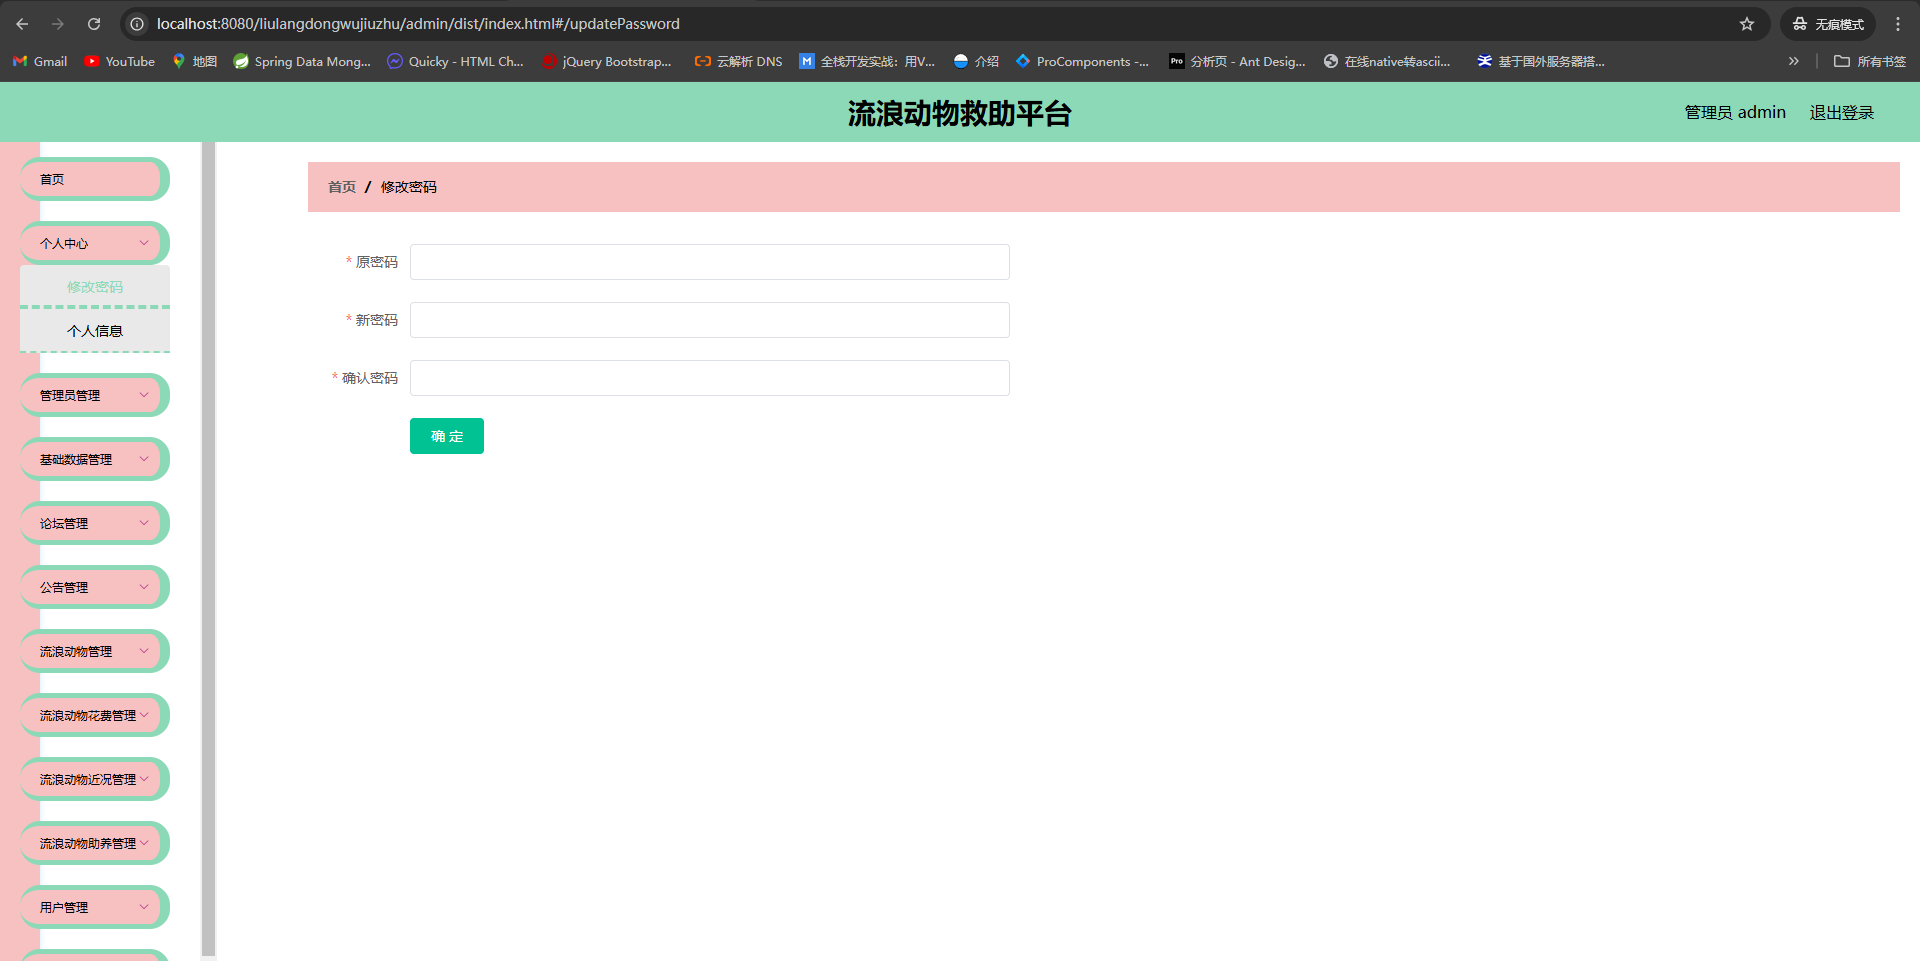 localhost:8080/liulangdongwujiuzhu/admin/dist/index.html#/updatePassword
无痕模式
Gmail
YouTube
地图
Spring Data Mong...
Quicky - HTML Ch...
jQuery Bootstrap...
云解析 DNS
全栈开发实战：用V...
介绍
ProComponents -...
Pro 分析页 - Ant Desig...
在线native转ascii...
基于国外服务器搭...
所有书签
流浪动物救助平台
管理员 admin
退出登录
首页
个人中心
修改密码
个人信息
管理员管理
基础数据管理
论坛管理
公告管理
流浪动物管理
流浪动物花费管理
流浪动物近况管理
流浪动物助养管理
用户管理
首页 / 修改密码
* 原密码
* 新密码
* 确认密码
确 定